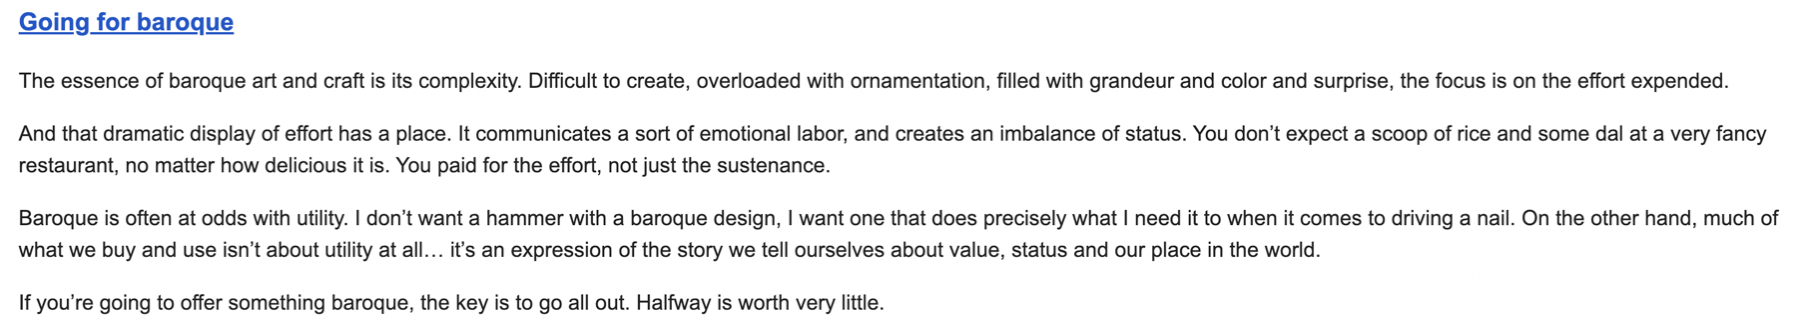 Going for baroque
The essence of baroque art and craft is its complexity. Difficult to create, overloaded with ornamentation, filled with grandeur and color and surprise, the focus is on the effort expended.
And that dramatic display of effort has a place. It communicates a sort of emotional labor, and creates an imbalance of status. You don’t expect a scoop of rice and some dal at a very fancy
restaurant, no matter how delicious it is. You paid for the effort, not just the sustenance.
Baroque is often at odds with utility. I don’t want a hammer with a baroque design, I want one that does precisely what I need it to when it comes to driving a nail. On the other hand, much of
what we buy and use isn’t about utility at all… it’s an expression of the story we tell ourselves about value, status and our place in the world.
If you’re going to offer something baroque, the key is to go all out. Halfway is worth very little.